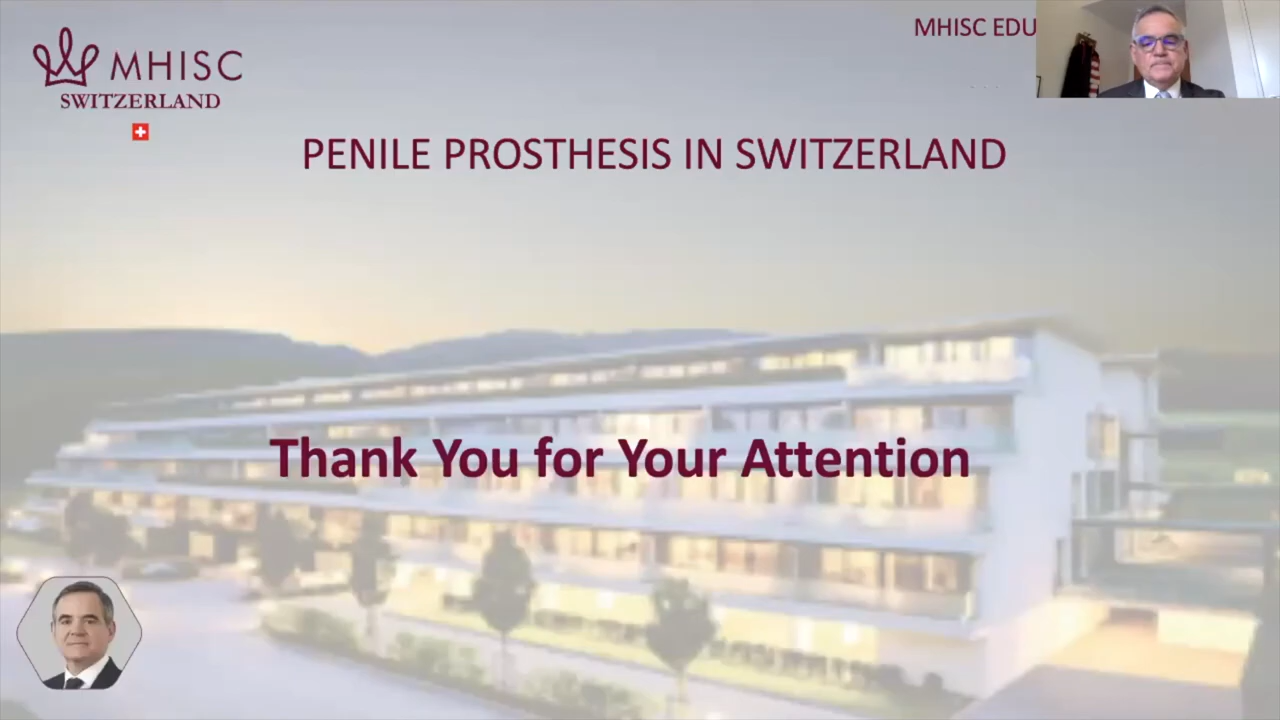 MHISC
SWITZERLAND
MHISC EDU
PENILE PROSTHESIS IN SWITZERLAND
Thank You for Your Attention